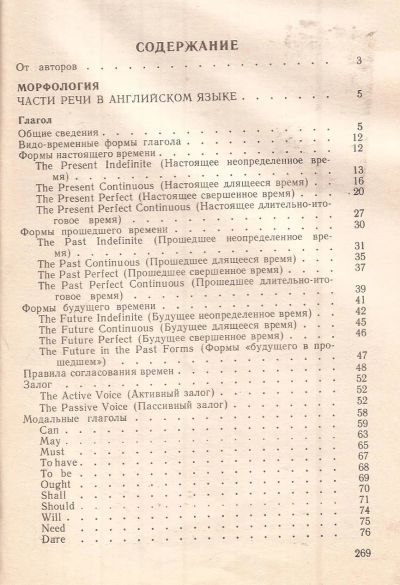 СОДЕРЖАНИЕ
От авторов . . . . . . . . . . . . . . . 3
МОРФОЛОГИЯ
ЧАСТИ РЕЧИ В АНГЛИЙСКОМ ЯЗЫКЕ . . . . . . 5
Глагол
Общие сведения . . . . . . . . . . . . . 5
Видо-временные формы глагола . . . . . . . . 12
Формы настоящего времени . . . . . . . . . 12
The Present Indefinite (Настоящее неопределенное вре-
мя) . . . . . . . . . . . . . . . 13
The Present Continuous (Настоящее длящееся время) . 16
The Present Perfect (Настоящее свершенное время) . 20
The Present Perfect Continuous (Настоящее длительно-ито-
говое время) . . . . . . . . . . . . 27
Формы прошедшего времени . . . . . . . . . 30
The Past Indefinite (Прошедшее неопределенное вре-
мя) . . . . . . . . . . . . . . . 31
The Past Continuous (Прошедшее длящееся время) . . 35
The Past Perfect (Прошедшее свершенное время) . . 37
The Past Perfect Continuous (Прошедшее длительно-ито-
говое время) . . . . . . . . . . . . 39
Формы будущего времени . . . . . . . . . . 41
The Future Indefinite (Будущее неопределенное время) . 42
The Future Continuous (Будущее длящееся время) . . 45
The Future Perfect (Будущее свершенное время) . . 46
The Future in the Past Forms (Формы «будущего в про-
шедшем») . . . . . . . . . . . . . 47
Правила согласования времен . . . . . . . . . 48
Залог . . . . . . . . . . . . . . . . 52
The Active Voice (Активный залог) . . . . . . . 52
The Passive Voice (Пассивный залог) . . . . . . 52
Модальные глаголы . . . . . . . . . . . . 58
Can . . . . . . . . . . . . . . . 59
May . . . . . . . . . . . . . . . 63
Must . . . . . . . . . . . . . . . 65
To have . . . . . . . . . . . . . . 67
To be . . . . . . . . . . . . . . . 68
Ought . . . . . . . . . . . . . . . 69
Shall . . . . . . . . . . . . . . . 70
Should . . . . . . . . . . . . . . . 71
Will . . . . . . . . . . . . . . . 74
Need . . . . . . . . . . . . . . . 75
Dare . . . . . . . . . . . . . . . 76
269